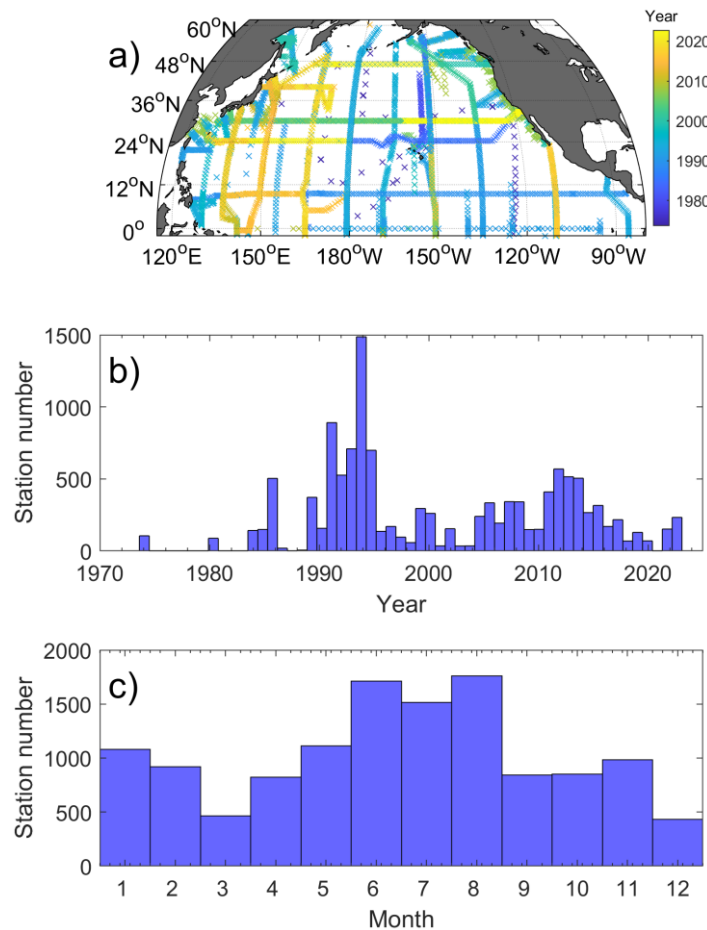 Year
a)
60°N
48°N
36°N
24°N
12°N
0°
120°E 150°E 180°W 150°W 120°W 90°W
2020
2010
2000
1990
1980
b)
Station number
1500
1000
500
0
1970 1980 1990 2000 2010 2020
Year
c)
Station number
2000
1500
1000
500
0
1 2 3 4 5 6 7 8 9 10 11 12
Month